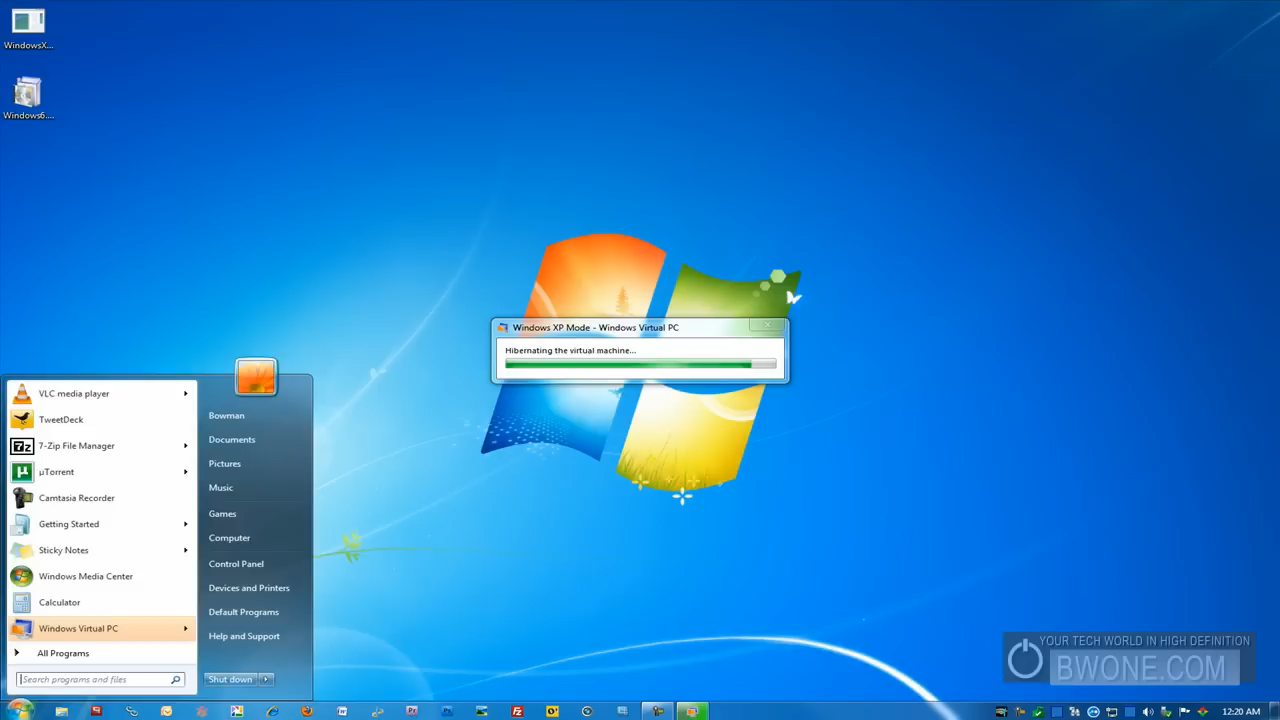 WindowsX...
Windows6....
Windows XP Mode - Windows Virtual PC
Hibernating the virtual machine...
VLC media player
TweetDeck
7-Zip File Manager
µTorrent
Camtasia Recorder
Getting Started
Sticky Notes
Windows Media Center
Calculator
Windows Virtual PC
All Programs
Search programs and files
Bowman
Documents
Pictures
Music
Games
Computer
Control Panel
Devices and Printers
Default Programs
Help and Support
Shut down
YOUR TECH WORLD IN HIGH DEFINITION
BWONE.COM
12:20 AM